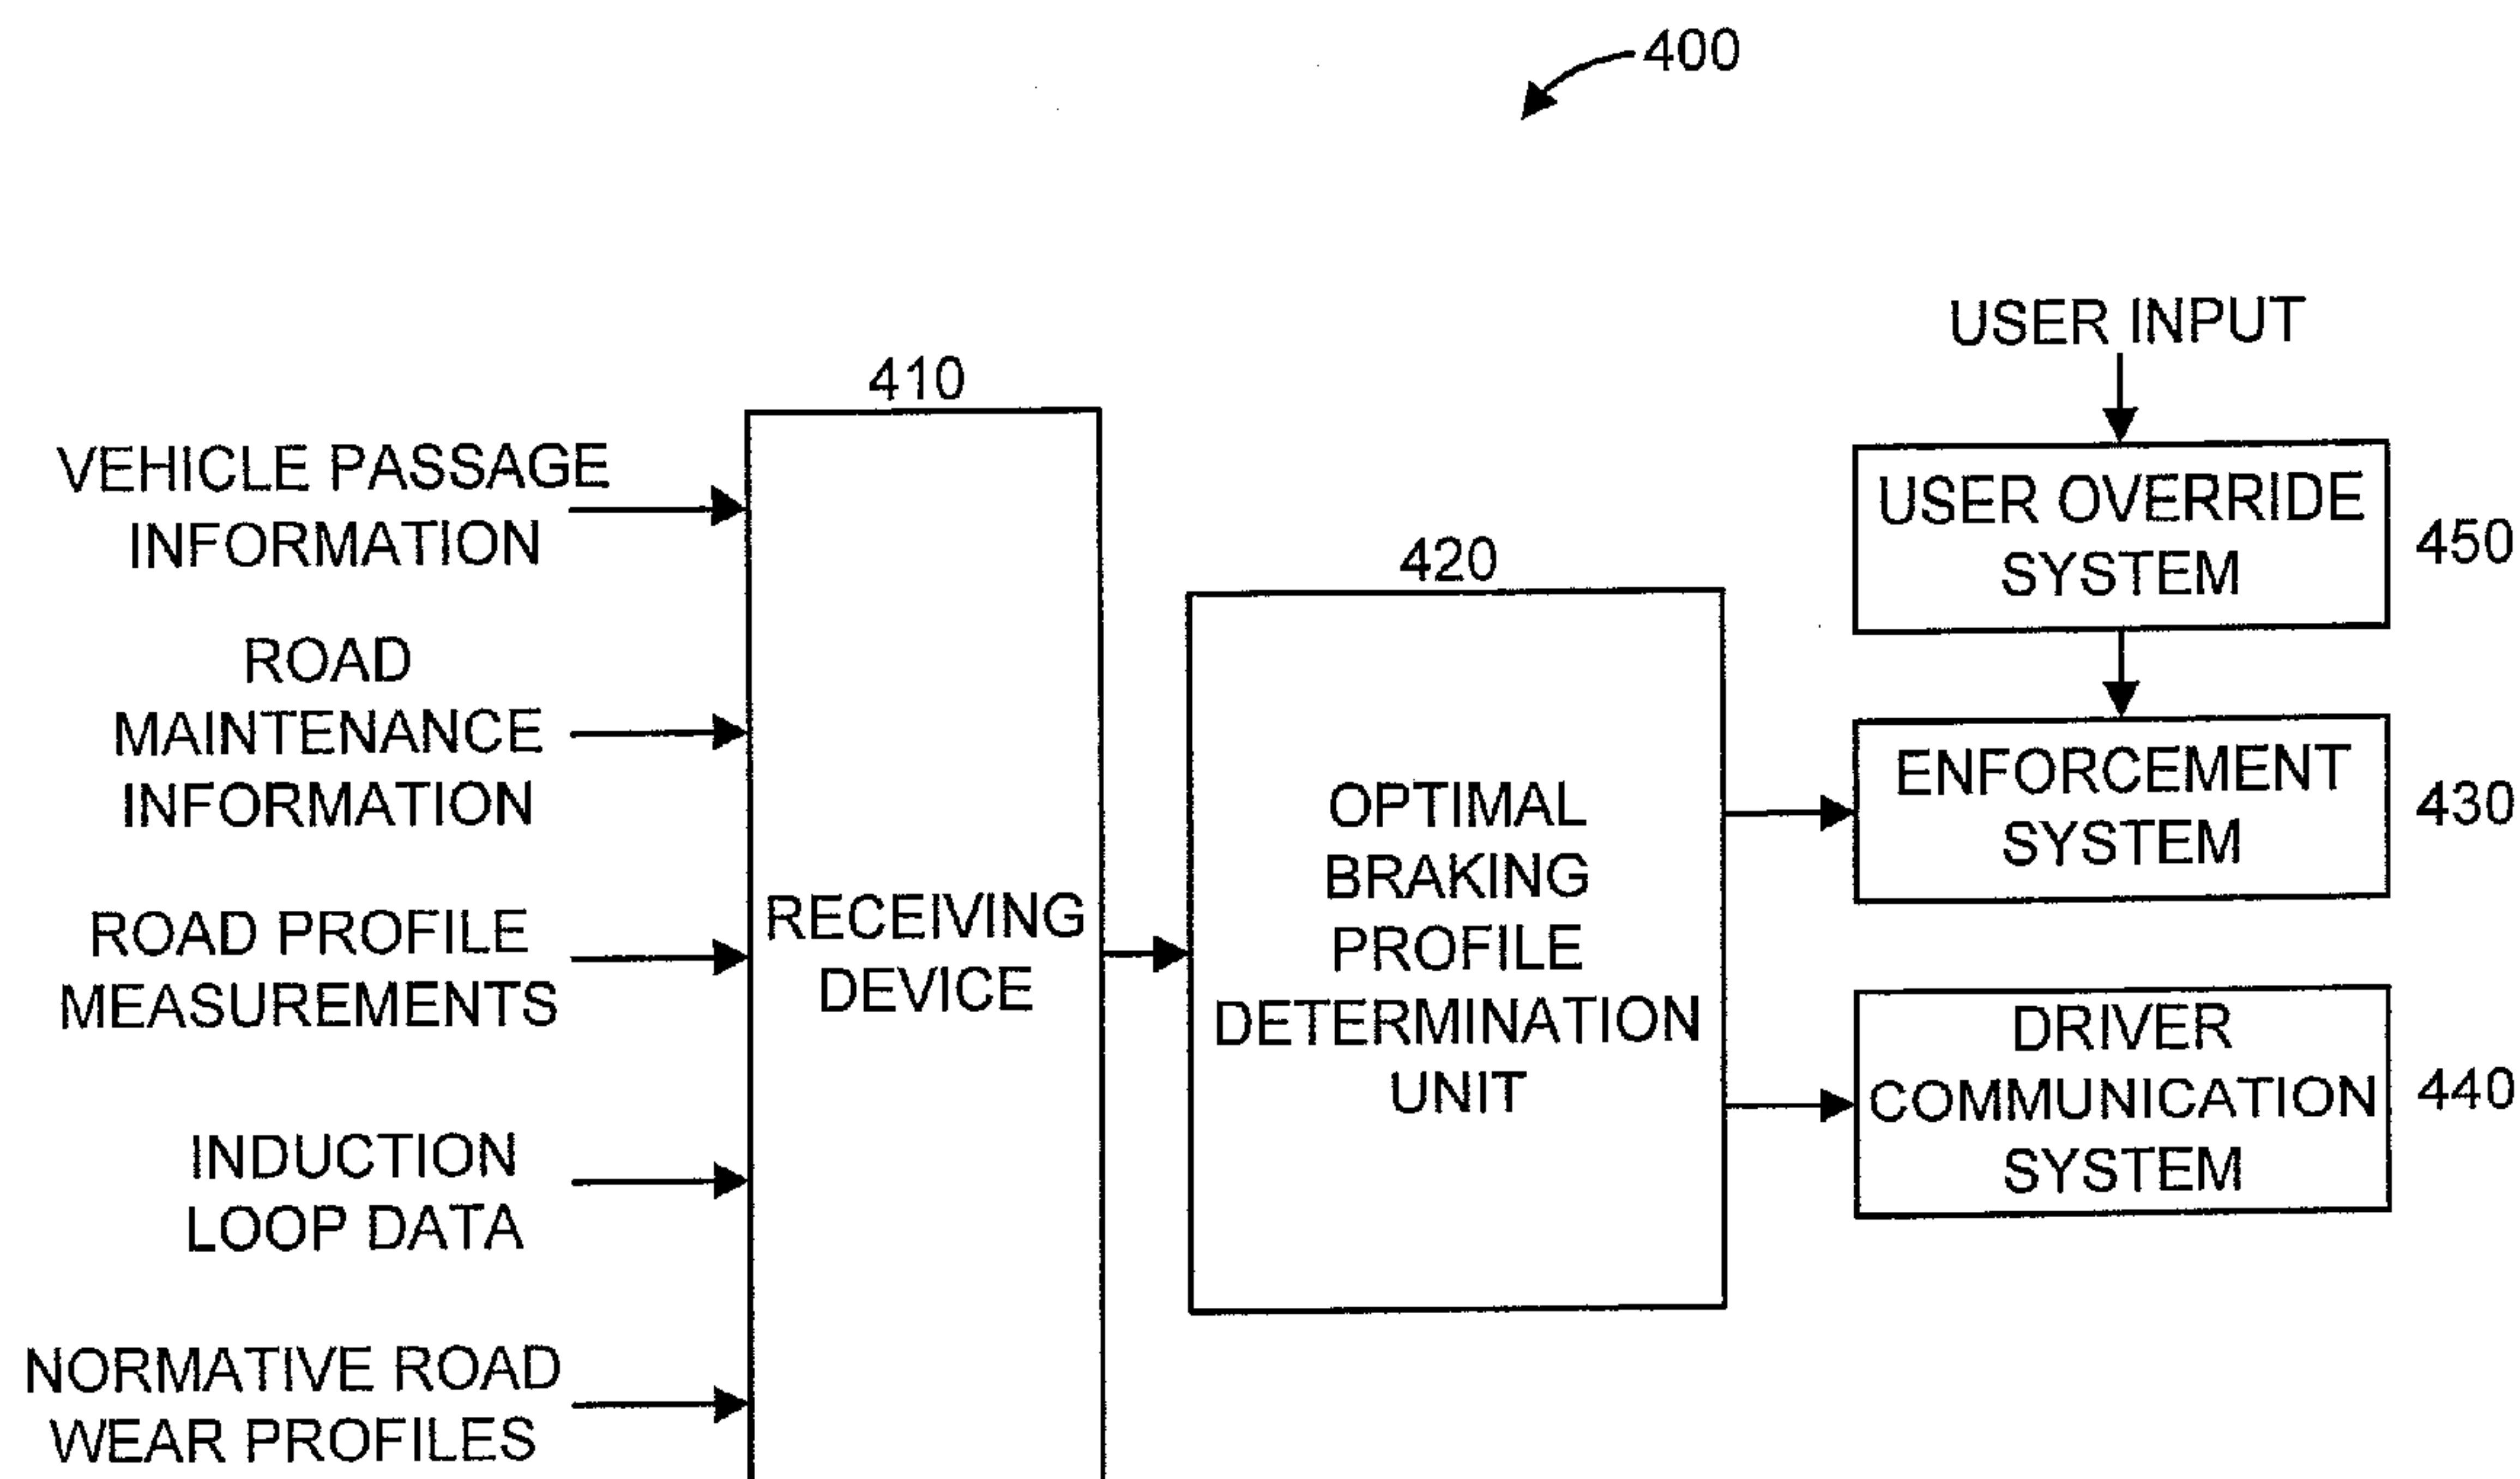 400
410
VEHICLE PASSAGE
INFORMATION
ROAD
MAINTENANCE
INFORMATION
ROAD PROFILE
MEASUREMENTS
INDUCTION
LOOP DATA
NORMATIVE ROAD
WEAR PROFILES
RECEIVING
DEVICE
420
OPTIMAL
BRAKING
PROFILE
DETERMINATION
UNIT
USER INPUT
USER OVERRIDE
SYSTEM
450
ENFORCEMENT
SYSTEM
430
DRIVER
COMMUNICATION
SYSTEM
440